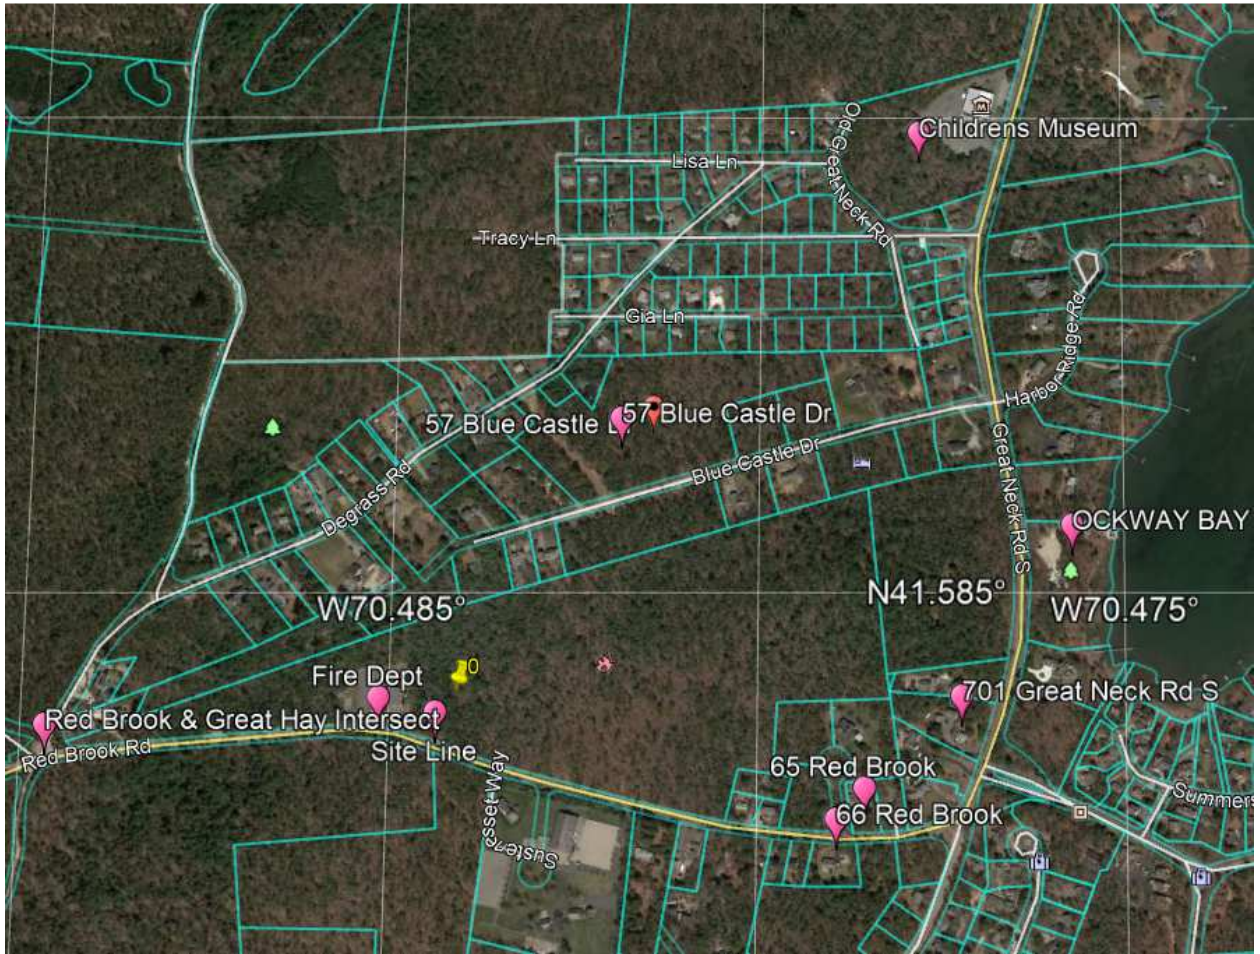 Childrens Museum
Old Great Neck Rd
Lisa Ln
Tracy Ln
Gia Ln
Harbor Ridge Rd
57 Blue Castle
57 Blue Castle Dr
Degrass Rd
Blue Castle Dr
Great Neck Rd S
OCKWAY BAY
W70.485°
N41.585°
W70.475°
0
Fire Dept
Red Brook & Great Hay Intersect
Red Brook Rd
Site Line
701 Great Neck Rd S
65 Red Brook
66 Red Brook
Summers
Way